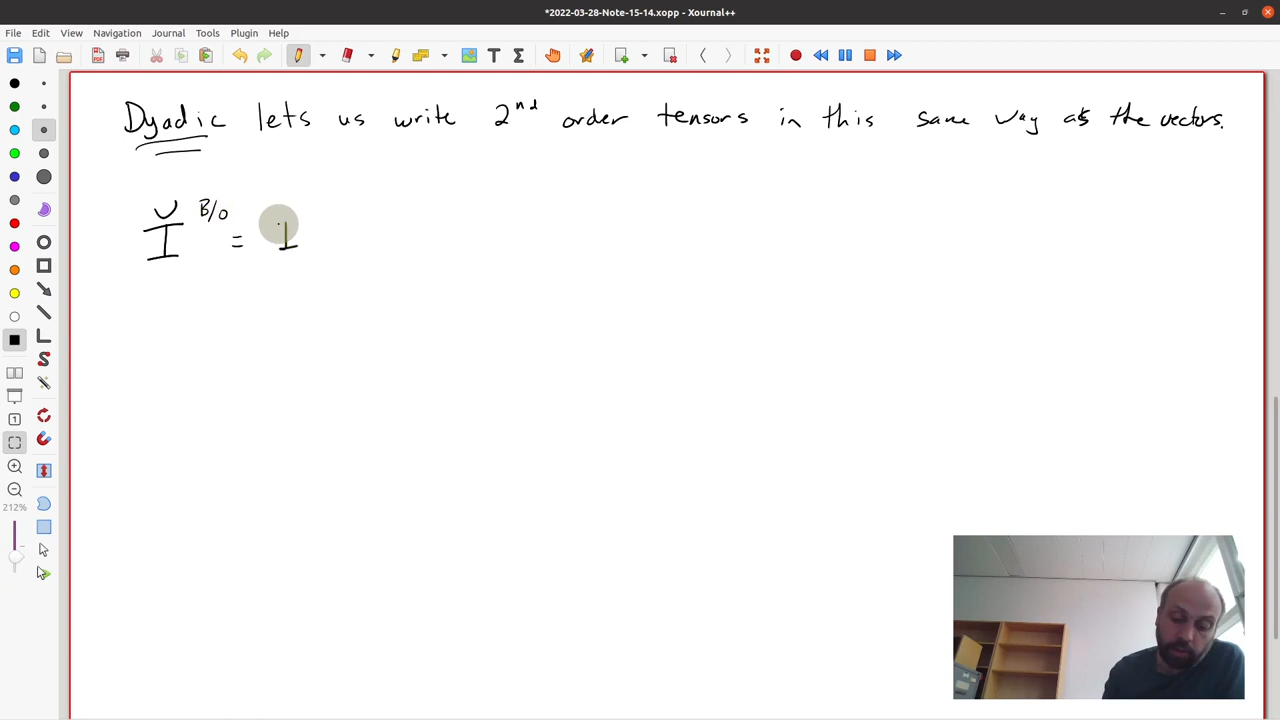 *2022-03-28-Note-15-14.xopp - Xournal++
File Edit View Navigation Journal Tools Plugin Help
Dyadic lets us write 2nd order tensors in this same way as the vectors.
Ĭ B/O = I
1
212%